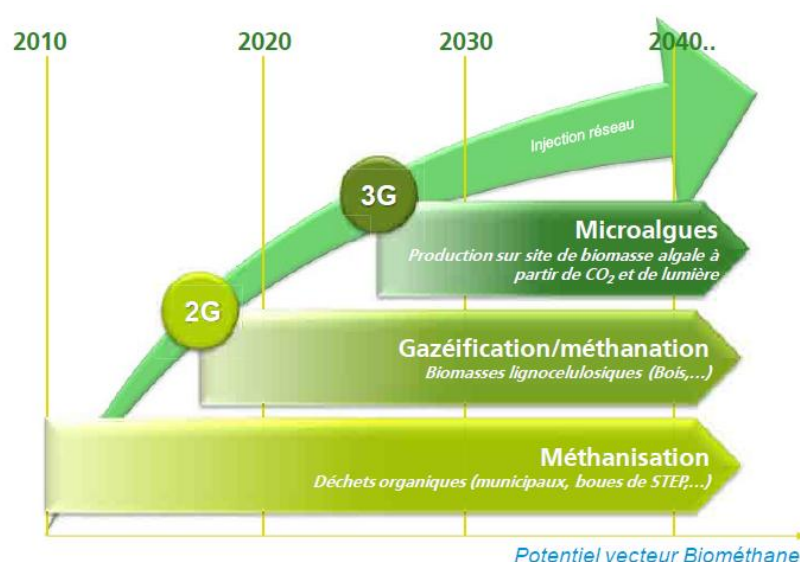 2010 2020 2030 2040..
Injection réseau
3G
Microalgues
Production sur site de biomasse algale à
partir de CO₂ et de lumière
2G
Gazéification/méthanation
Biomasses lignocelulosiques (Bois,...)
Méthanisation
Déchets organiques (municipaux, boues de STEP,...)
Potentiel vecteur Biométhane